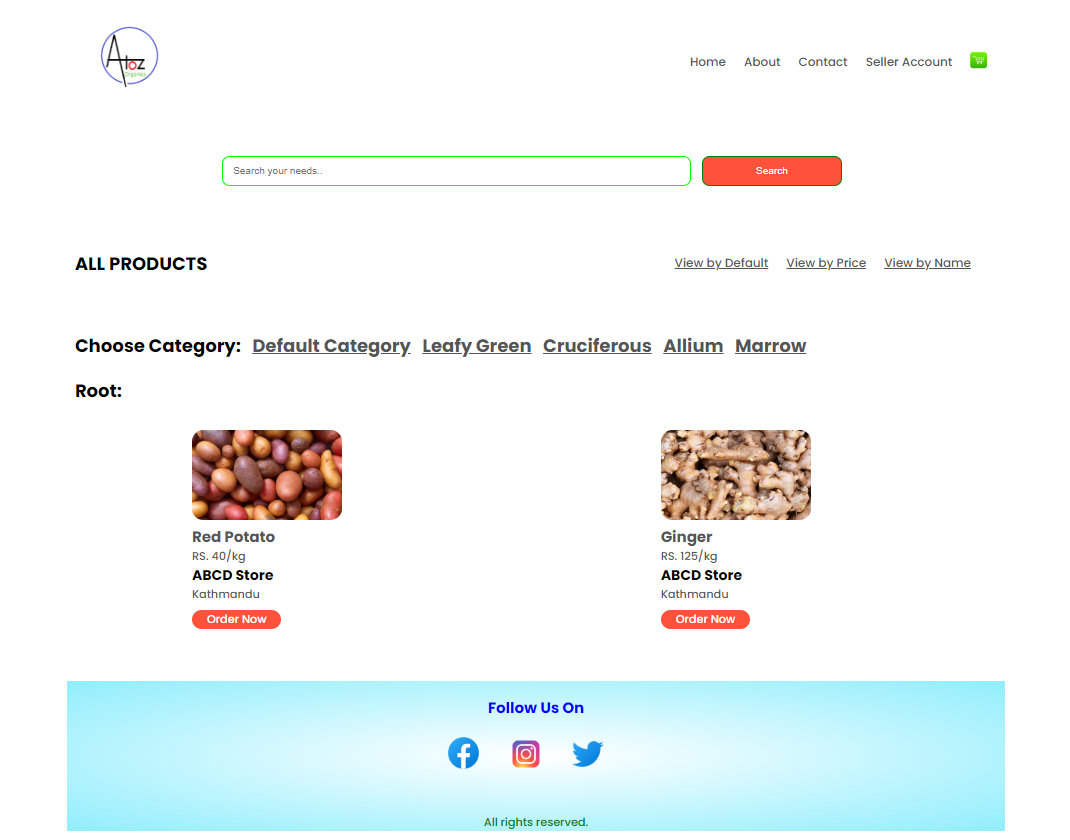 Atoz
Organics
Home About Contact Seller Account
Search your needs.. Search
ALL PRODUCTS View by Default View by Price View by Name
Choose Category: Default Category Leafy Green Cruciferous Allium Marrow
Root:
Red Potato
RS. 40/kg
ABCD Store
Kathmandu
Order Now
Ginger
RS. 125/kg
ABCD Store
Kathmandu
Order Now
Follow Us On
All rights reserved.